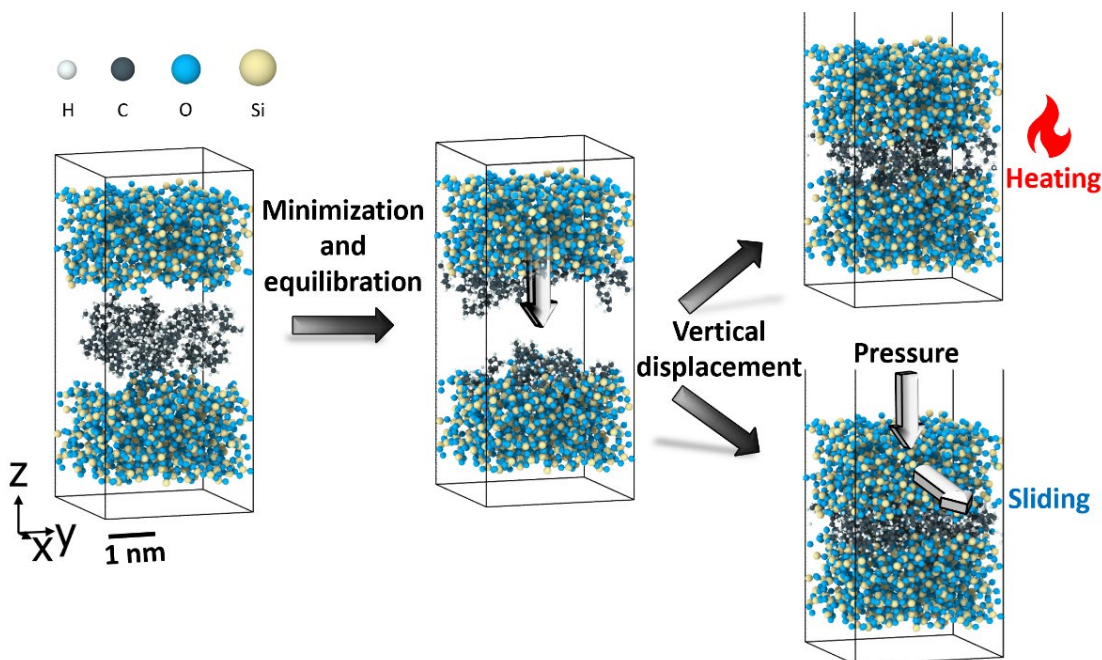 H C O Si
Minimization
and
equilibration
Vertical
displacement
Heating
Pressure
Sliding
Z
X y
1 nm